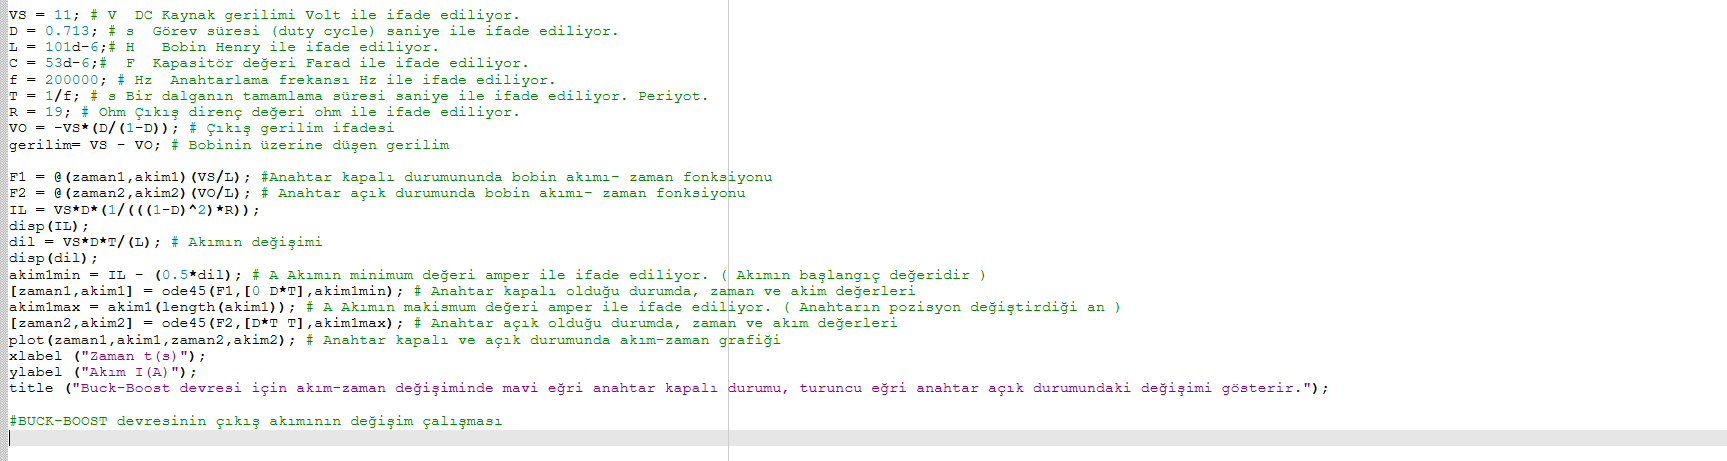 VS = 11; # V  DC Kaynak gerilimi Volt ile ifade ediliyor.
D = 0.713; # s  Görev süresi (duty cycle) saniye ile ifade ediliyor.
L = 101d-6;# H   Bobin Henry ile ifade ediliyor.
C = 53d-6;#  F  Kapasitör değeri Farad ile ifade ediliyor.
f = 200000; # Hz  Anahtarlama frekansı Hz ile ifade ediliyor.
T = 1/f; # s Bir dalganın tamamlama süresi saniye ile ifade ediliyor. Periyot.
R = 19; # Ohm Çıkış direnç değeri ohm ile ifade ediliyor.
VO = -VS*(D/(1-D)); # Çıkış gerilim ifadesi
gerilim= VS - VO; # Bobinin üzerine düşen gerilim
F1 = @(zaman1,akim1)(VS/L); #Anahtar kapalı durumununda bobin akımı- zaman fonksiyonu
F2 = @(zaman2,akim2)(VO/L); # Anahtar açık durumunda bobin akımı- zaman fonksiyonu
IL = VS*D*(1/(((1-D)^2)*R));
disp(IL);
dil = VS*D*T/(L); # Akımın değişimi
disp(dil);
akim1min = IL - (0.5*dil); # A Akımın minimum değeri amper ile ifade ediliyor. ( Akımın başlangıç değeridir )
[zaman1,akim1] = ode45(F1,[0 D*T],akim1min); # Anahtar kapalı olduğu durumda, zaman ve akim değerleri
akim1max = akim1(length(akim1)); # A Akımın makismum değeri amper ile ifade ediliyor. ( Anahtarın pozisyon değiştirdiği an )
[zaman2,akim2] = ode45(F2,[D*T T],akim1max); # Anahtar açık olduğu durumda, zaman ve akım değerleri
plot(zaman1,akim1,zaman2,akim2); # Anahtar kapalı ve açık durumunda akım-zaman grafiği
xlabel ("Zaman t(s)");
ylabel ("Akım I(A)");
title ("Buck-Boost devresi için akım-zaman değişiminde mavi eğri anahtar kapalı durumu, turuncu eğri anahtar açık durumundaki değişimi gösterir.");
#BUCK-BOOST devresinin çıkış akımının değişim çalışması